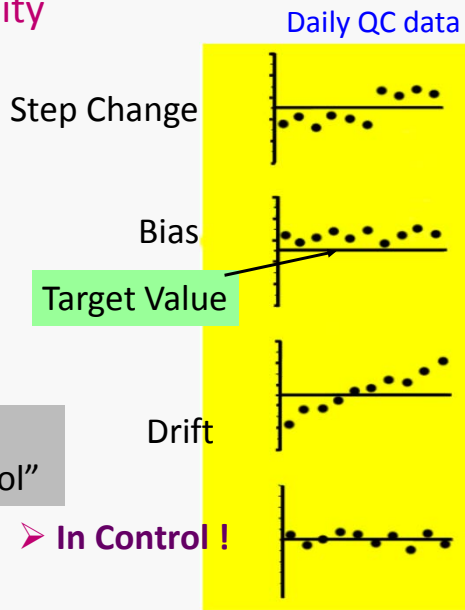 ity
Daily QC data
Step Change
Bias
Target Value
Drift
ol”
➢ In Control !